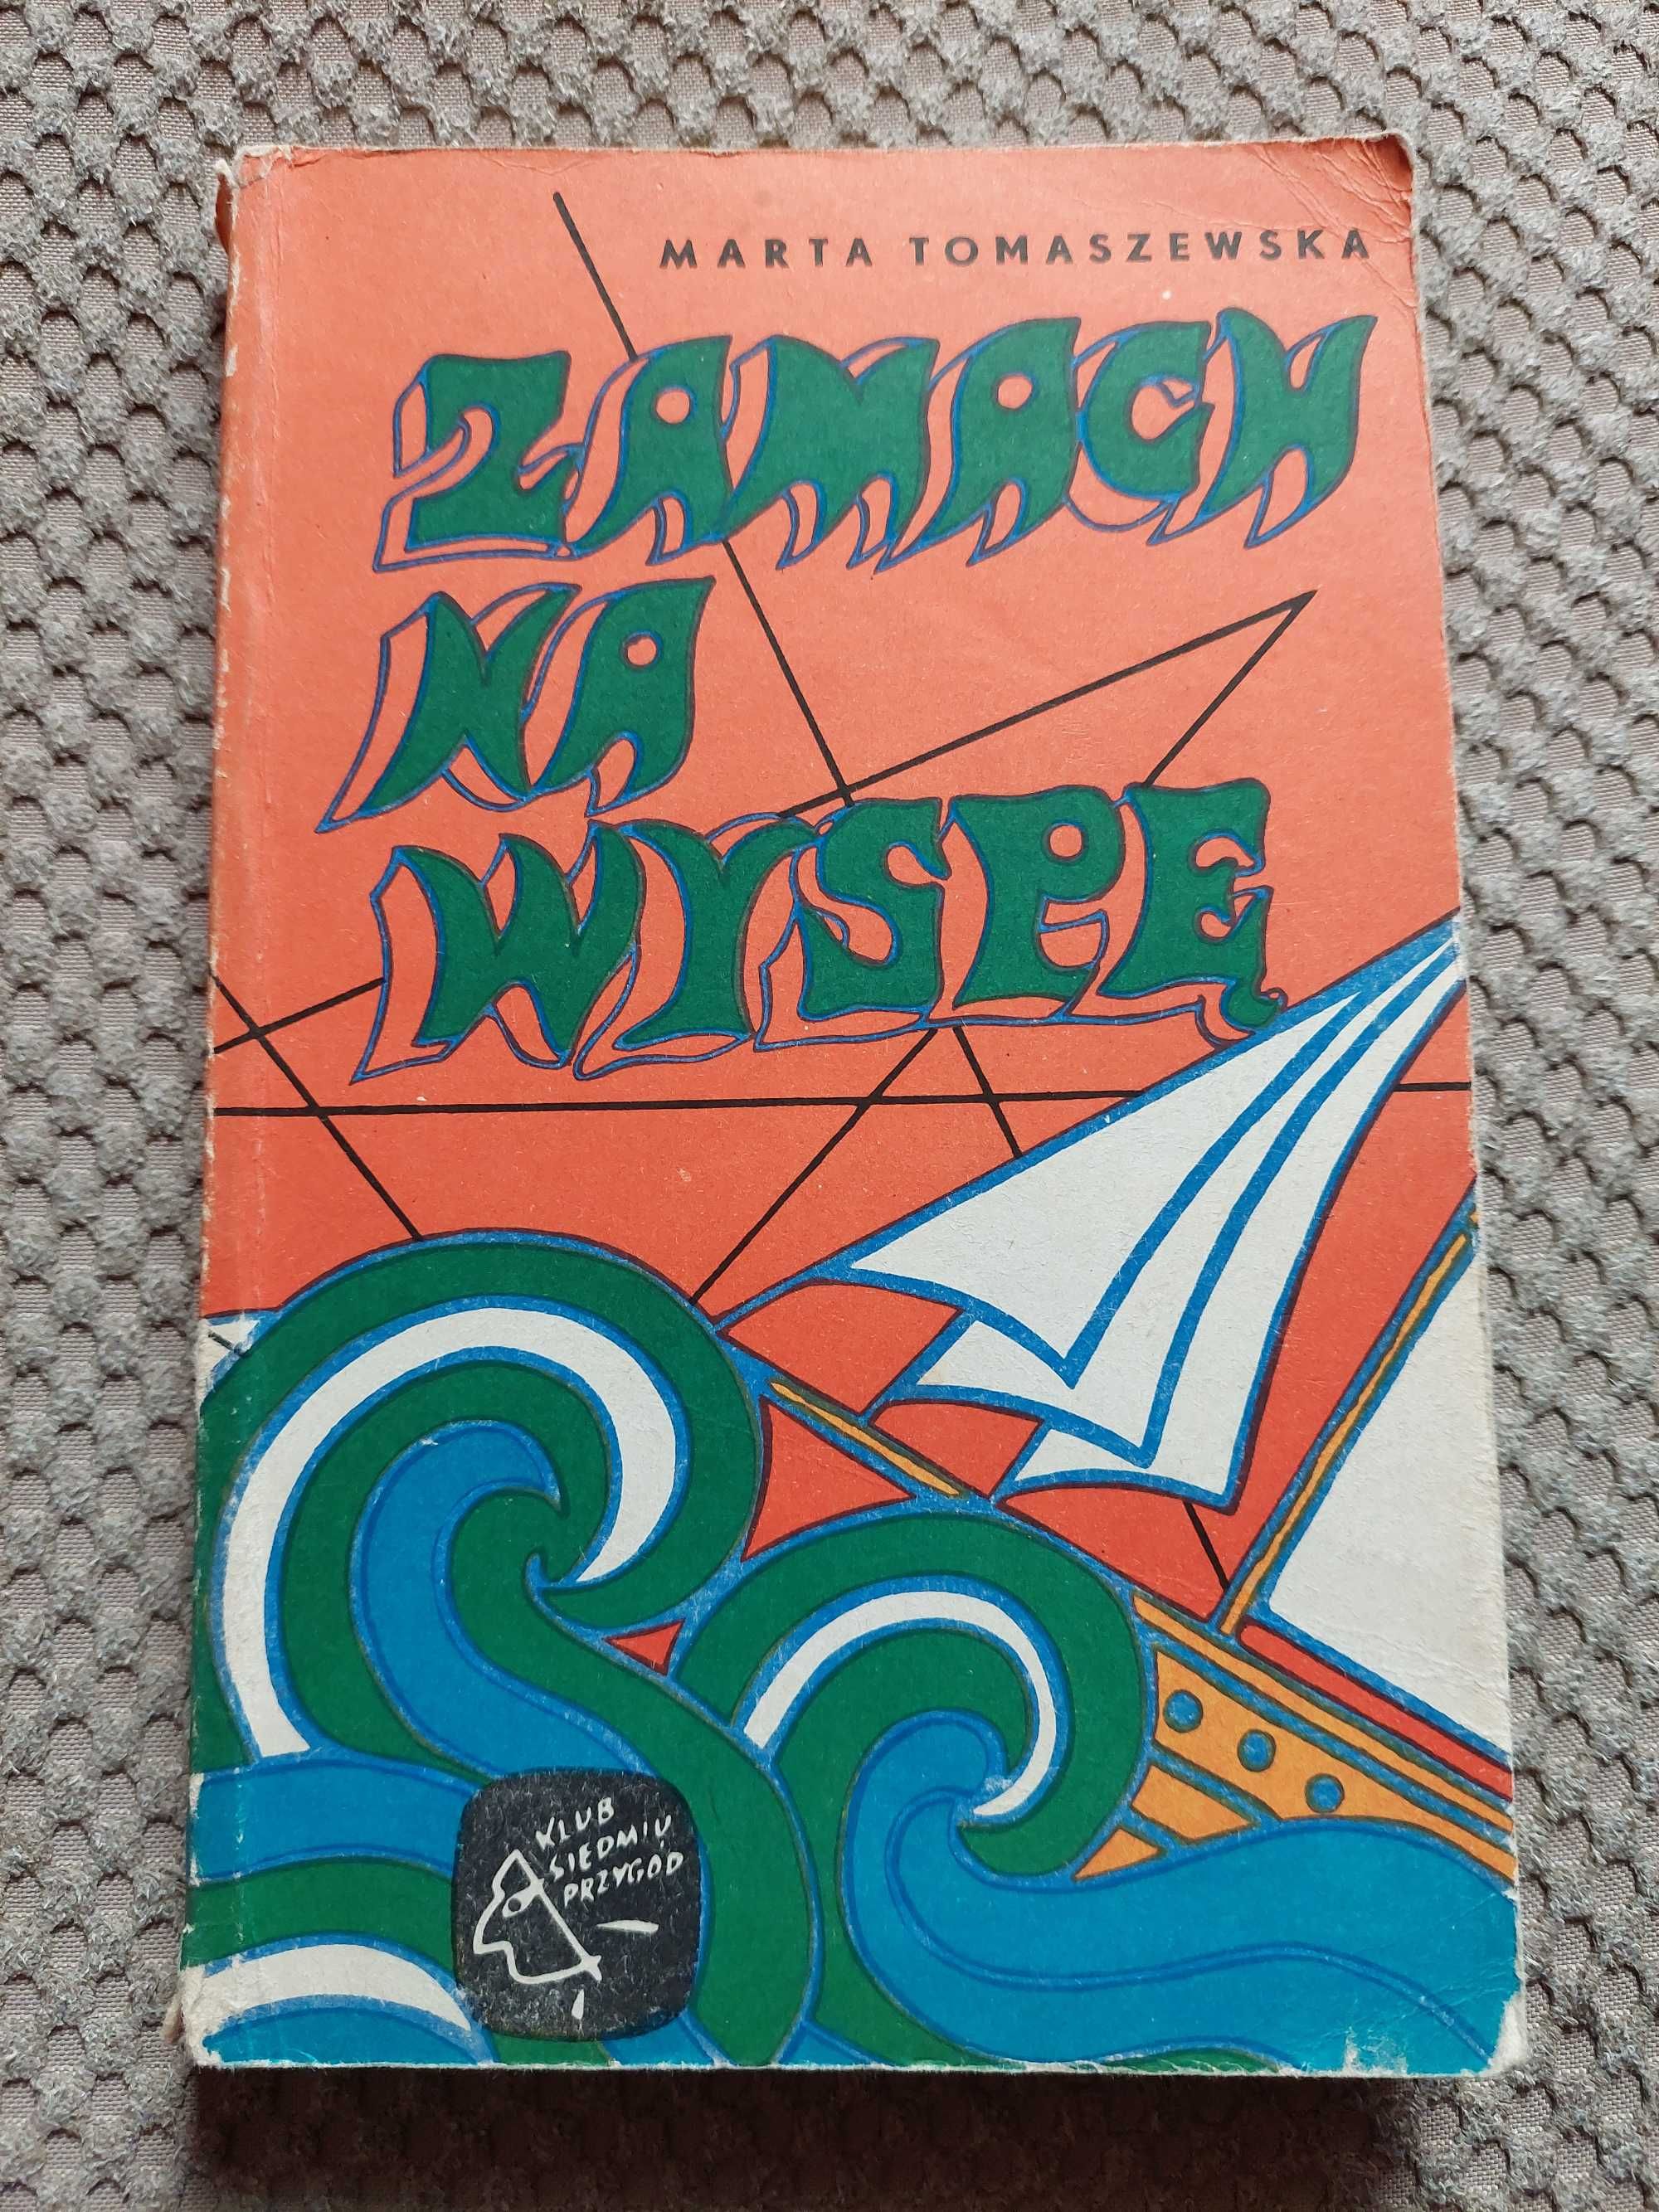 MARTA TOMASZEWSKA
ZAMACH
NA
WYSPĘ
KLUB
SIEDMIU
PRZYGÓD